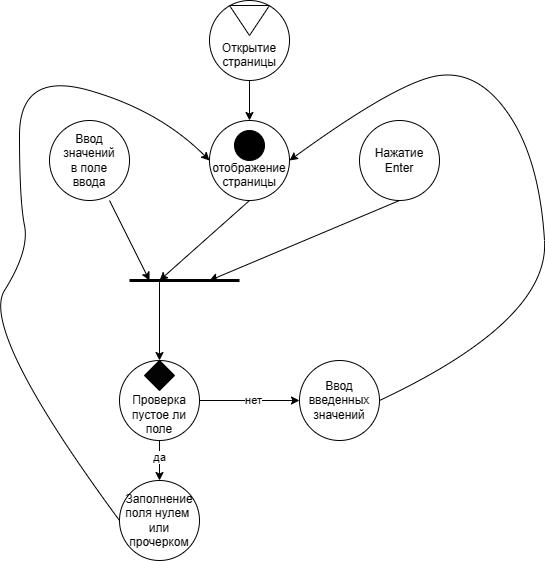 Открытие
страницы
Ввод
значений
в поле
ввода
отображение
страницы
Нажатие
Enter
Проверка
пустое ли
поле
нет
Ввод
введенных
значений
да
Заполнение
поля нулем
или
прочерком